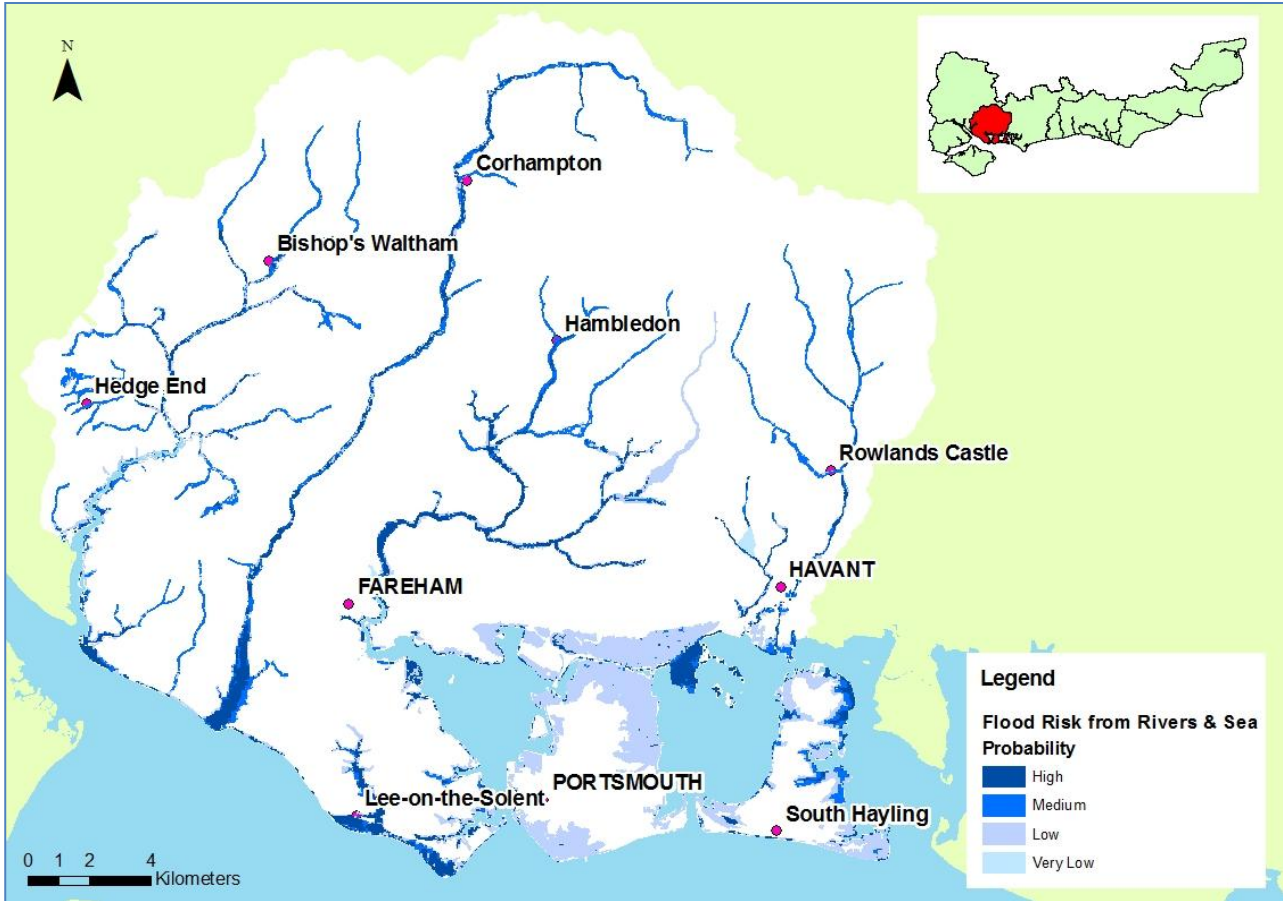 N
Corhampton
Bishop's Waltham
Hambledon
Hedge End
Rowlands Castle
HAVANT
FAREHAM
PORTSMOUTH
Lee-on-the-Solent
South Hayling
0 1 2 4
Kilometers
Legend
Flood Risk from Rivers & Sea
Probability
High
Medium
Low
Very Low